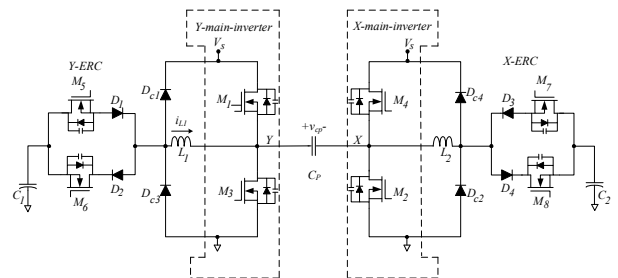 Y-main-inverter
X-main-inverter
Vs
Vs
Y-ERC
X-ERC
M5
M7
Dc1
M1
M4
Dc4
D1
D3
iL1
+vcp-
L1
Y
X
L2
CP
D2
D4
C1
M6
Dc3
M3
M2
Dc2
M8
C2